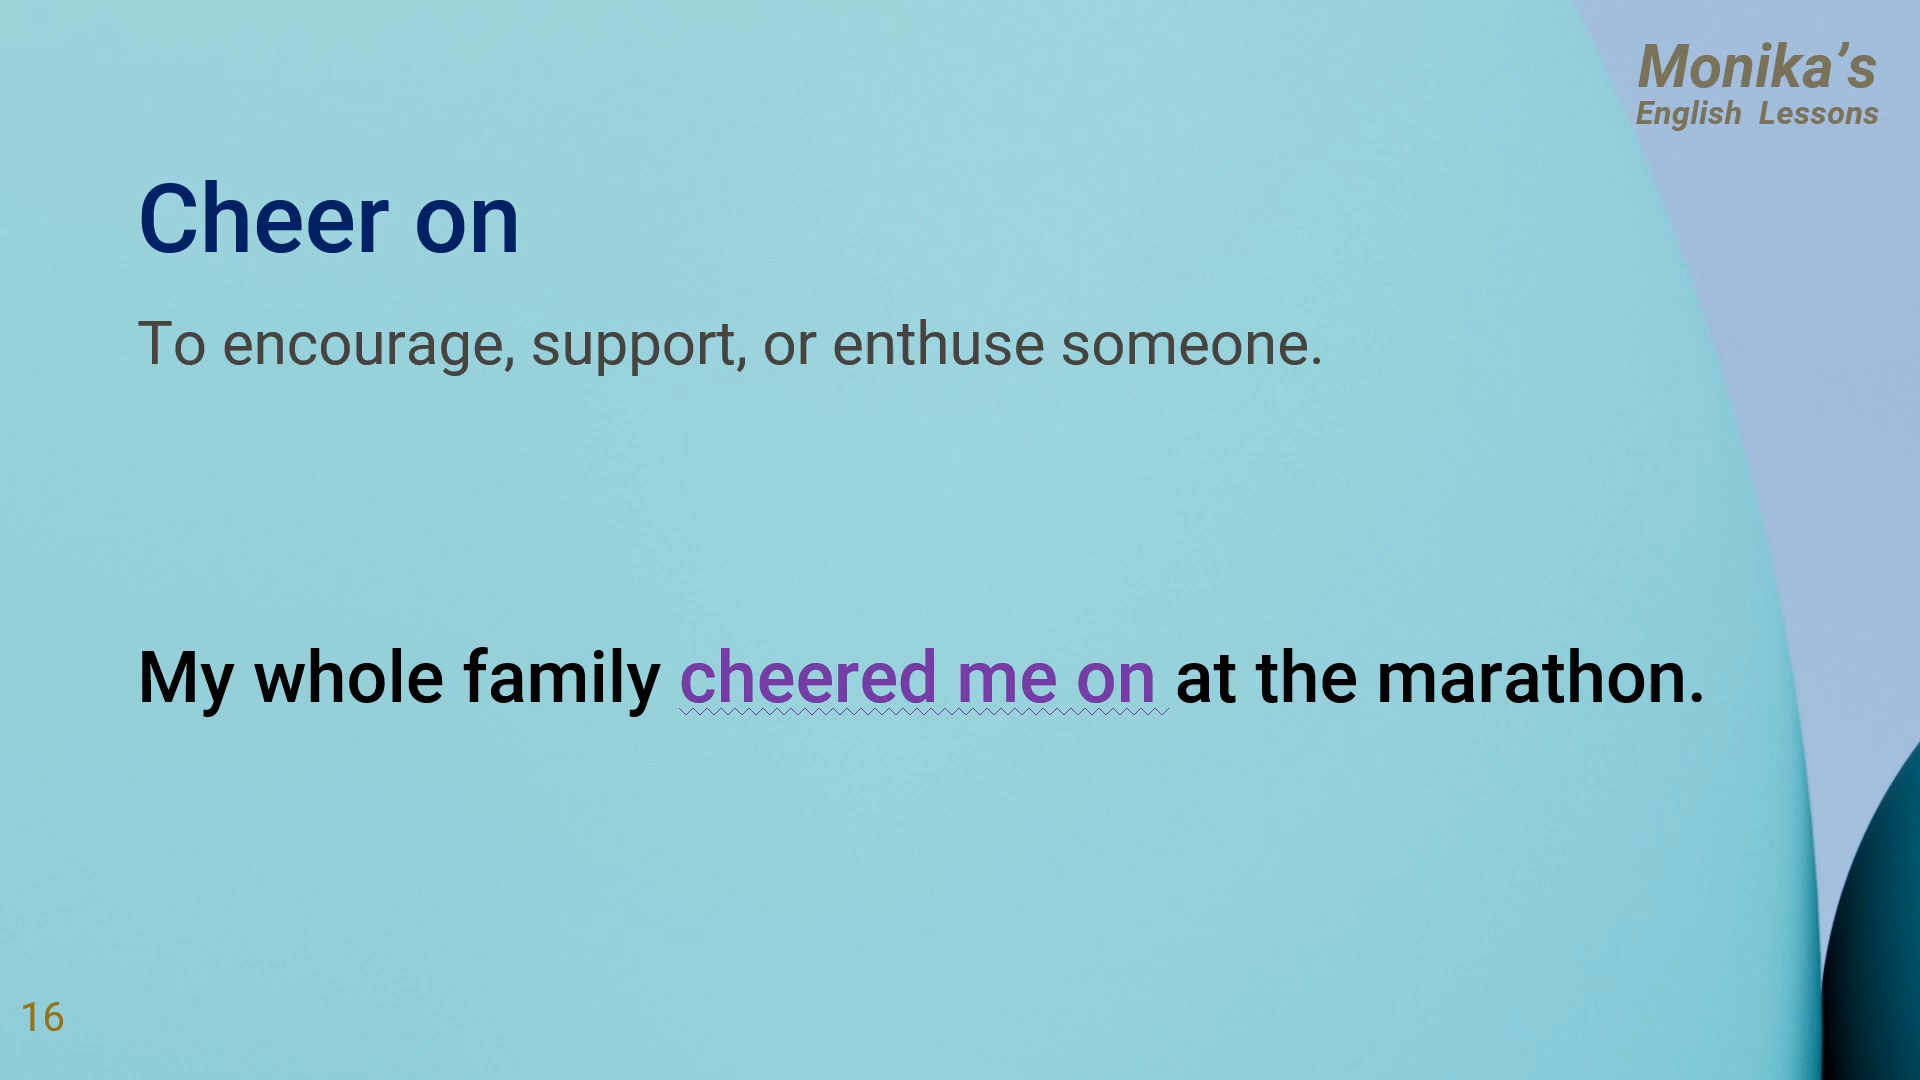 Monika’s
English Lessons
Cheer on
To encourage, support, or enthuse someone.
My whole family cheered me on at the marathon.
16